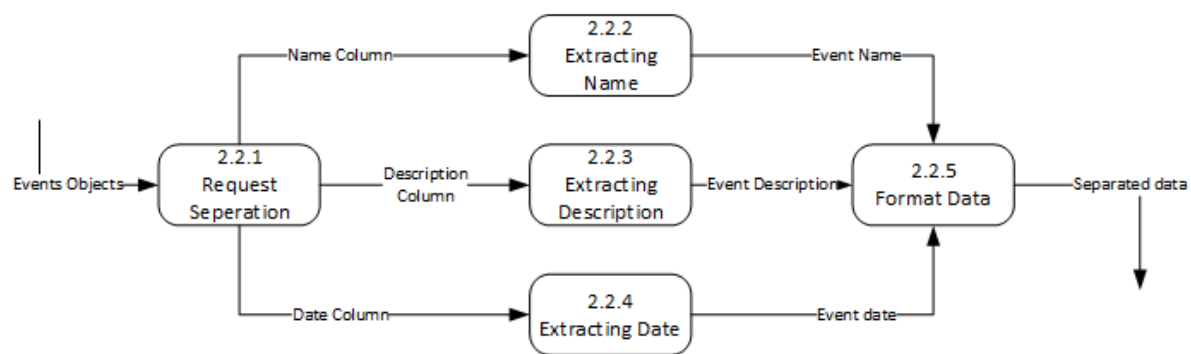 2.2.2
Extracting
Name
Name Column
Event Name
2.2.1
Request
Seperation
Events Objects
Description
Column
2.2.3
Extracting
Description
Event Description
2.2.5
Format Data
Separated data
2.2.4
Extracting Date
Date Column
Event date